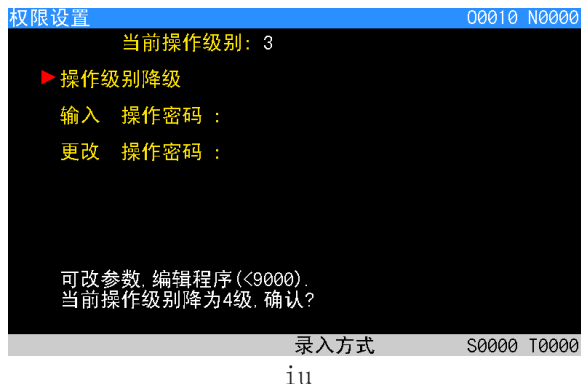 权限设置 O0010 N0000
当前操作级别: 3
操作级别降级
输入 操作密码 :
更改 操作密码 :
可改参数,编辑程序(<9000).
当前操作级别降为4级,确认?
录入方式 S0000 T0000
iu